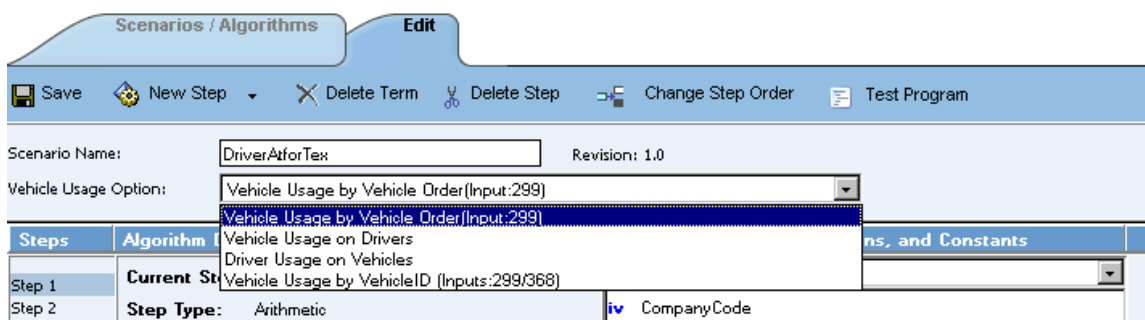 Scenarios / Algorithms Edit
Save New Step Delete Term Delete Step Change Step Order Test Program
Scenario Name: DriverAtforTex Revision: 1.0
Vehicle Usage Option: Vehicle Usage by Vehicle Order(Input:299)
Vehicle Usage by Vehicle Order(Input:299)
Steps Algorithm Vehicle Usage on Drivers ns, and Constants
Driver Usage on Vehicles
Step 1 Current Vehicle Usage by VehicleID (Inputs:299/368)
Step 2 Step Type: Arithmetic iv CompanyCode